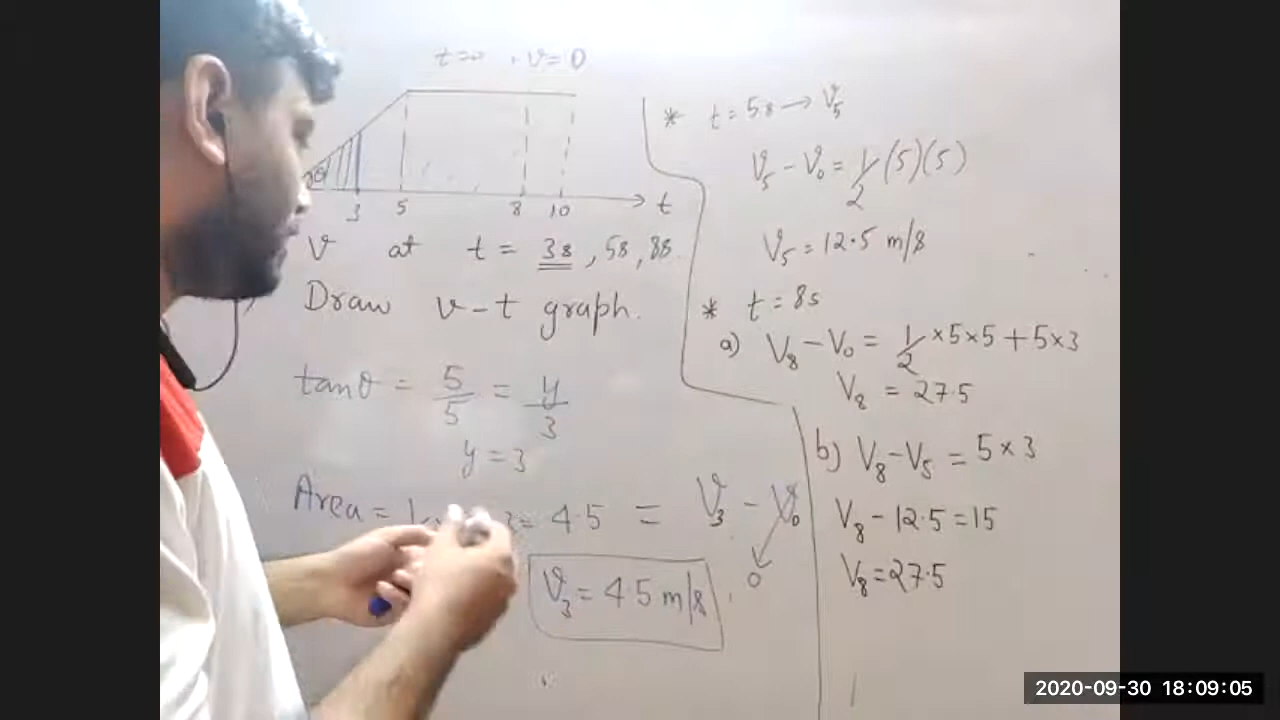 t=0 , v=0
3 5 8 10 t
v at t = 3s, 5s, 8s
Draw v-t graph.
tanθ = 5/5 = y/3
y = 3
Area = = 4.5 = V₃ - V₀
0
V₃ = 4.5 m/s
* t = 5s → V₅
V₅ - V₀ = 1/2 (5)(5)
V₅ = 12.5 m/s
* t = 8s
a) V₈ - V₀ = 1/2 ×5×5 + 5×3
V₈ = 27.5
b) V₈ - V₅ = 5×3
V₈ - 12.5 = 15
V₈ = 27.5
2020-09-30 18:09:05